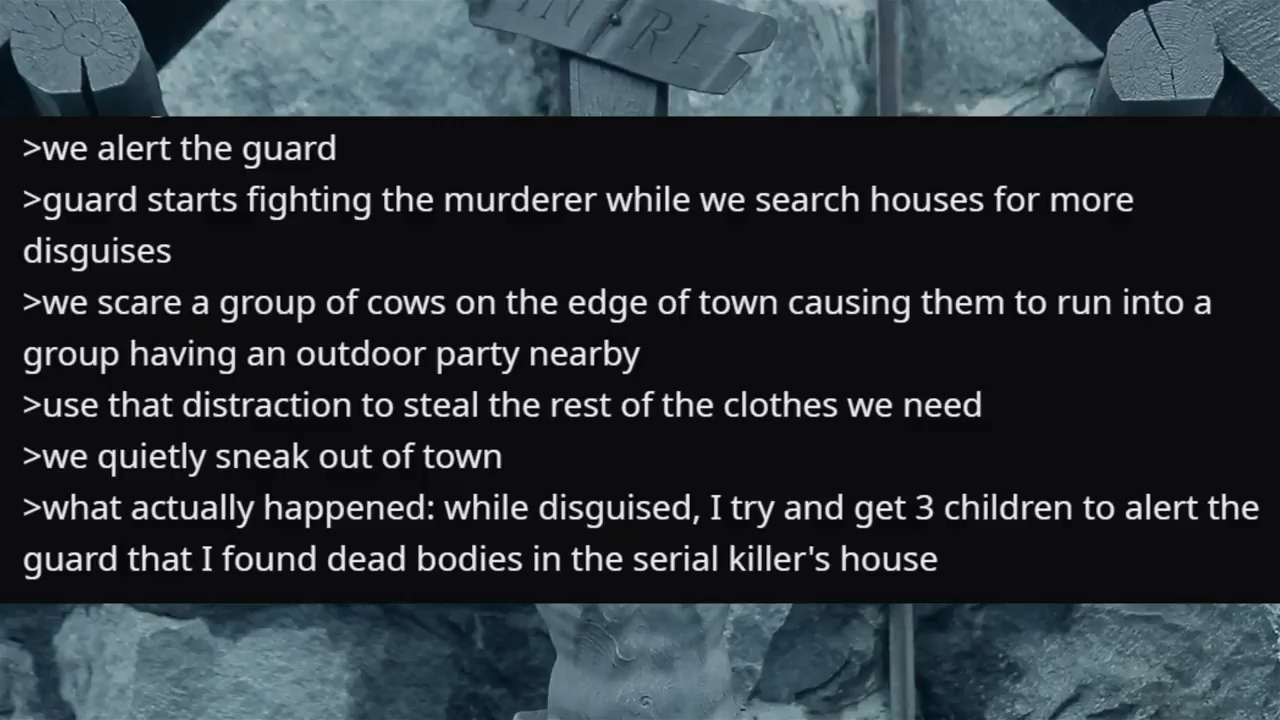 INRI
>we alert the guard
>guard starts fighting the murderer while we search houses for more
disguises
>we scare a group of cows on the edge of town causing them to run into a
group having an outdoor party nearby
>use that distraction to steal the rest of the clothes we need
>we quietly sneak out of town
>what actually happened: while disguised, I try and get 3 children to alert the
guard that I found dead bodies in the serial killer's house